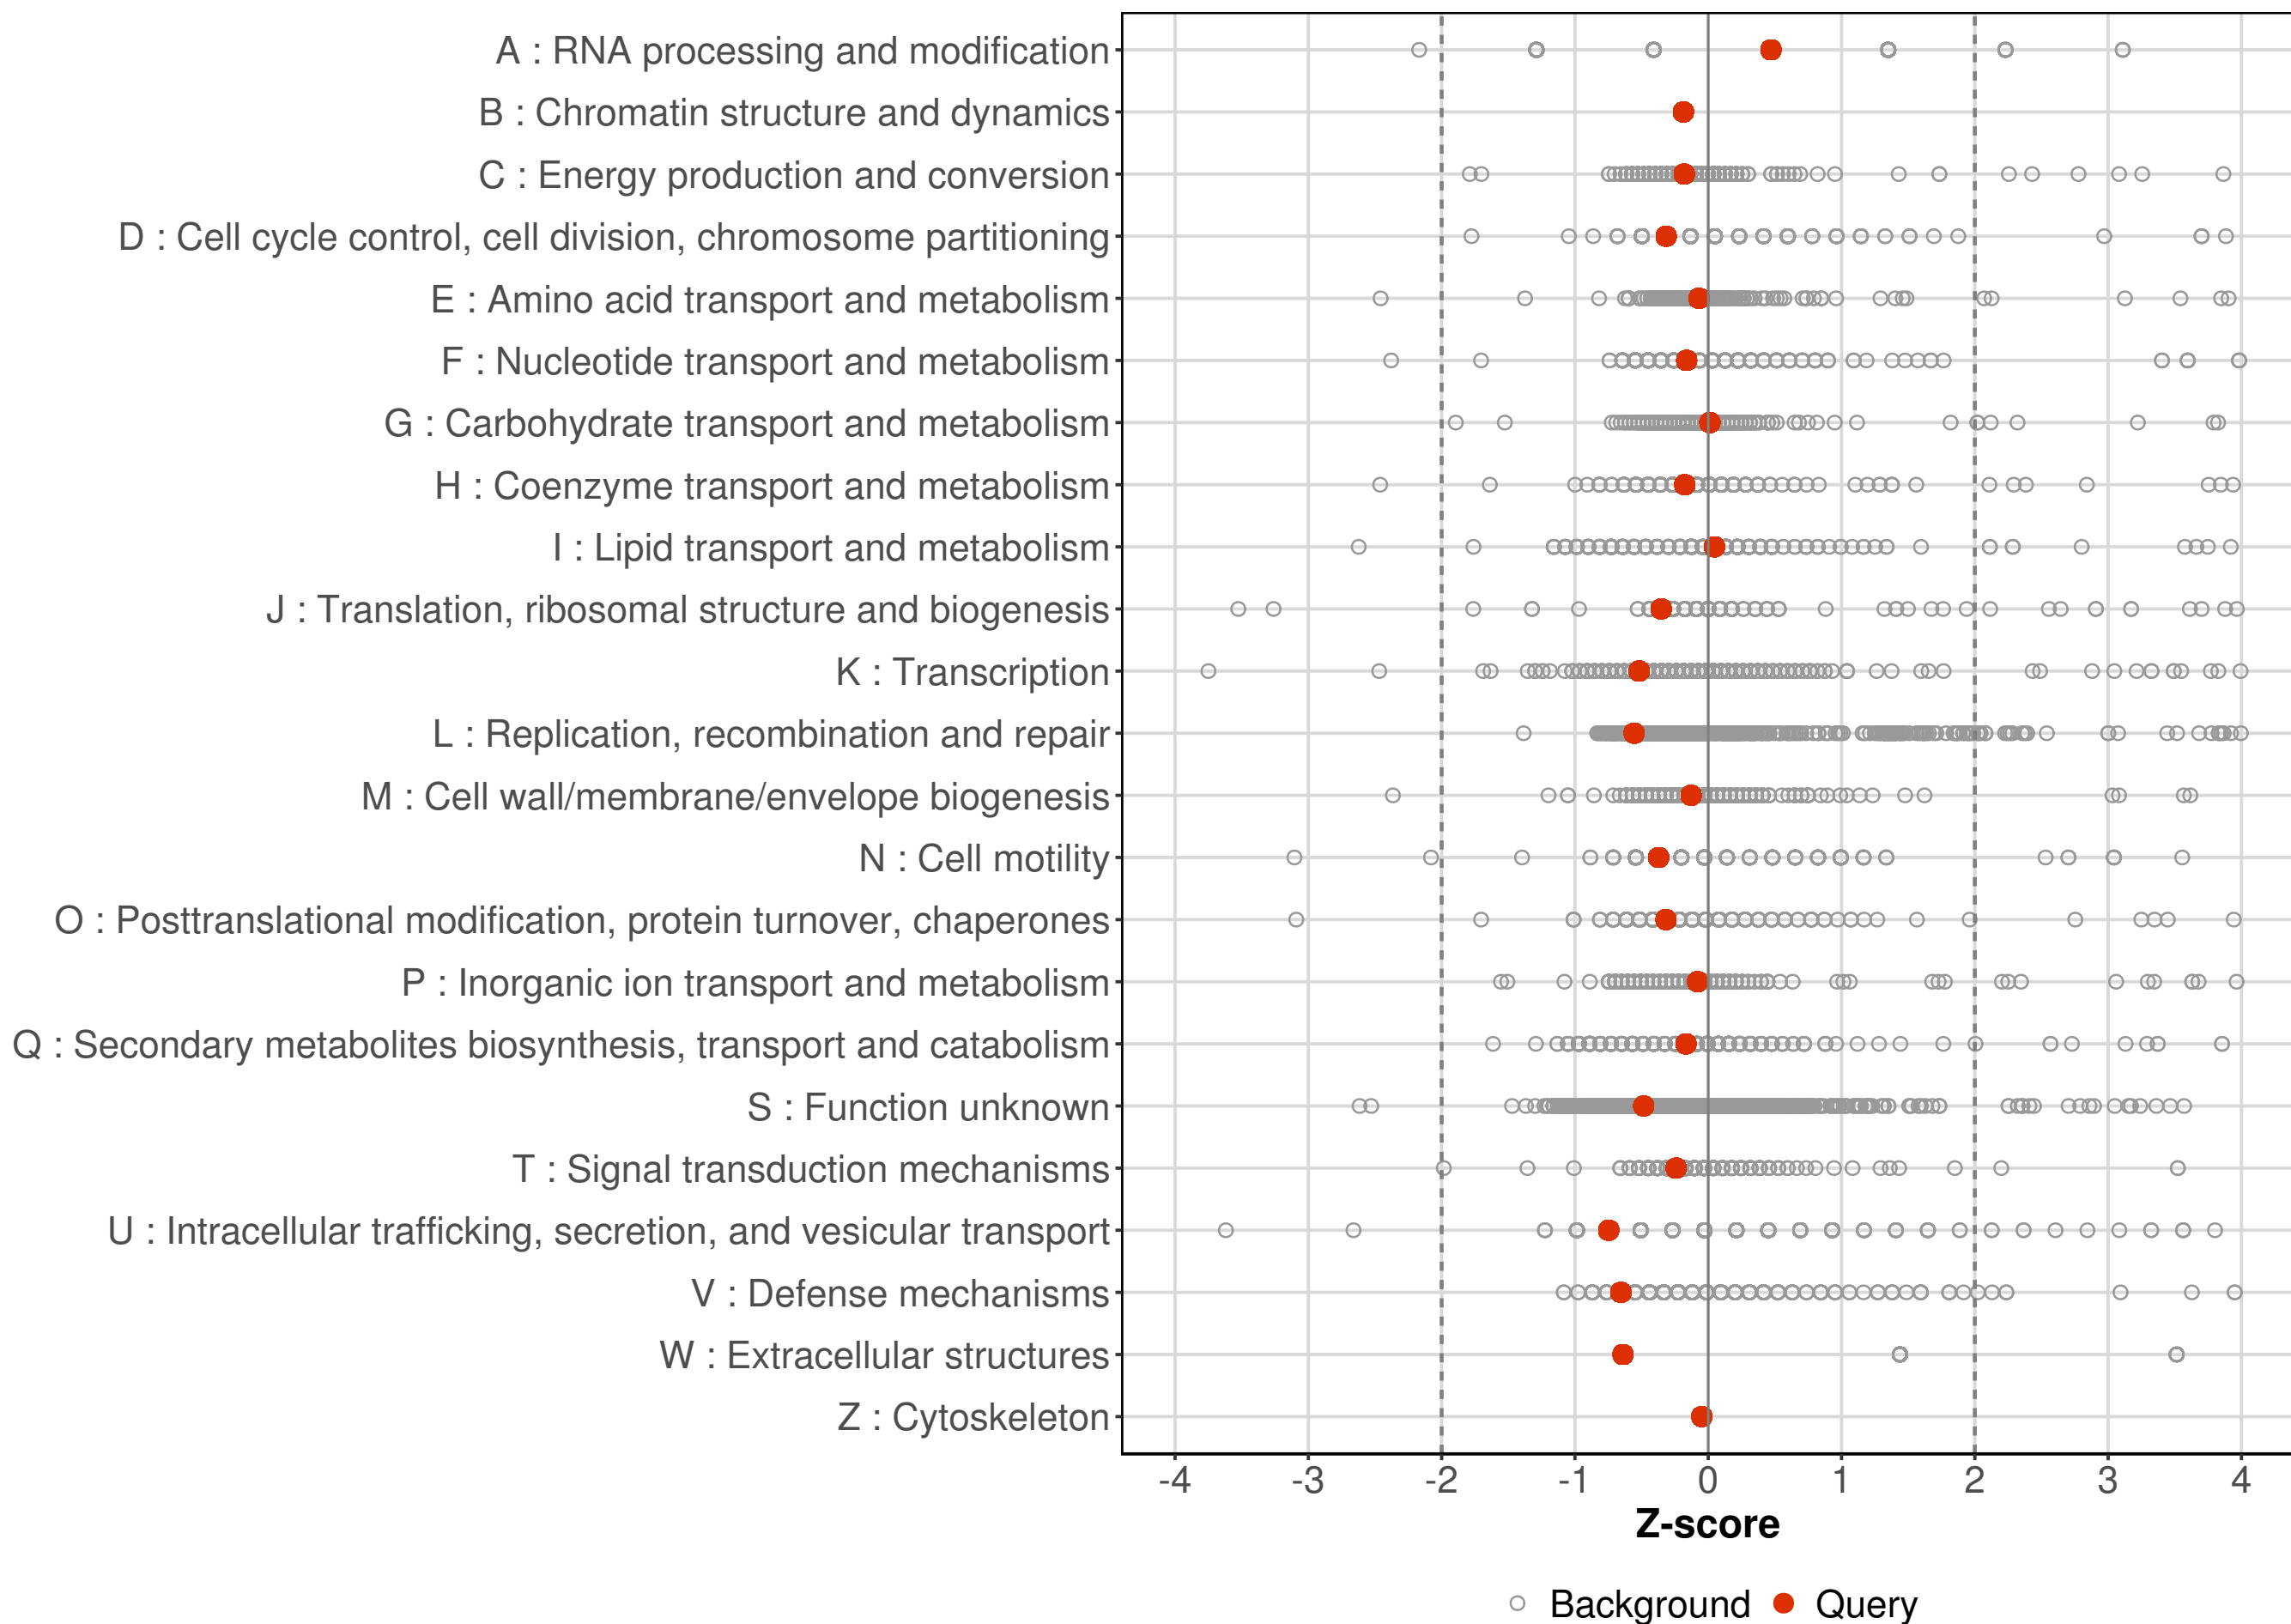 A : RNA processing and modification
B : Chromatin structure and dynamics
C : Energy production and conversion
D : Cell cycle control, cell division, chromosome partitioning
E : Amino acid transport and metabolism
F : Nucleotide transport and metabolism
G : Carbohydrate transport and metabolism
H : Coenzyme transport and metabolism
I : Lipid transport and metabolism
J : Translation, ribosomal structure and biogenesis
K : Transcription
L : Replication, recombination and repair
M : Cell wall/membrane/envelope biogenesis
N : Cell motility
O : Posttranslational modification, protein turnover, chaperones
P : Inorganic ion transport and metabolism
Q : Secondary metabolites biosynthesis, transport and catabolism
S : Function unknown
T : Signal transduction mechanisms
U : Intracellular trafficking, secretion, and vesicular transport
V : Defense mechanisms
W : Extracellular structures
Z : Cytoskeleton
-4 -3 -2 -1 0 1 2 3 4
Z-score
Background Query